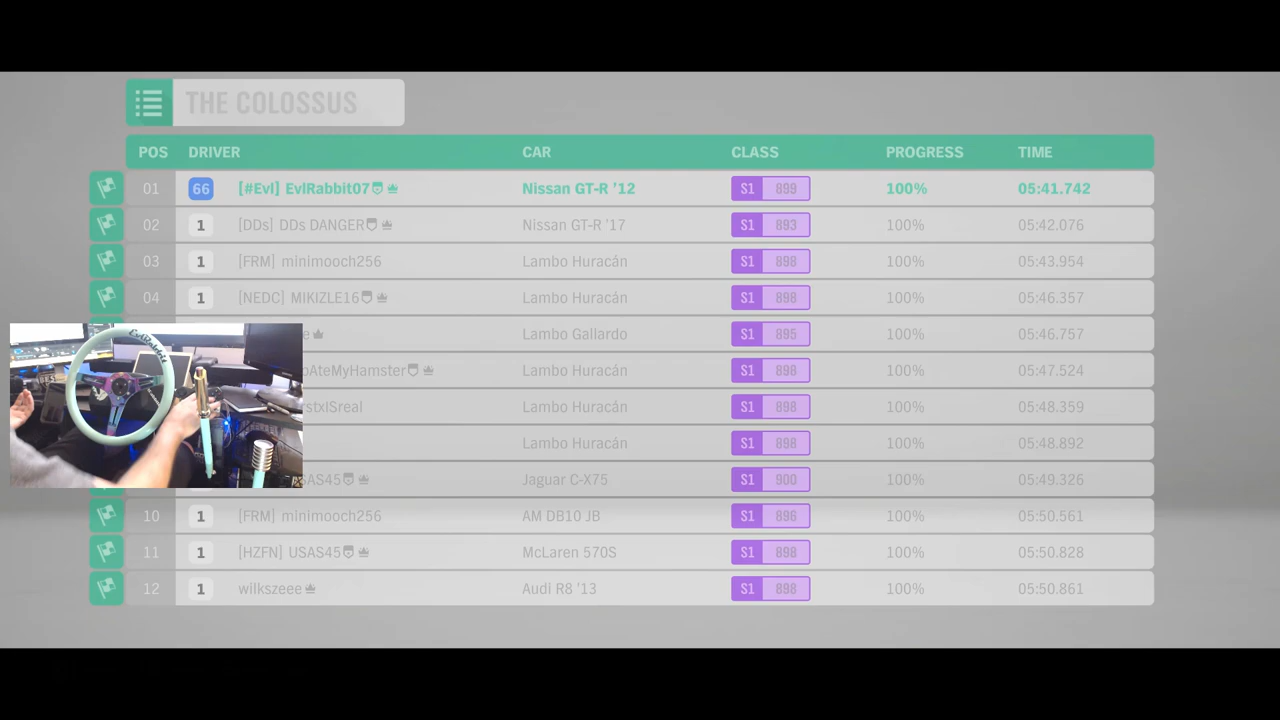 THE COLOSSUS
POS DRIVER CAR CLASS PROGRESS TIME
01 66 [#Evl] EvlRabbit07 Nissan GT-R '12 S1 899 100% 05:41.742
02 1 [DDs] DDs DANGER Nissan GT-R '17 S1 893 100% 05:42.076
03 1 [FRM] minimooch256 Lambo Huracán S1 898 100% 05:43.954
04 1 [NEDC] MIKIZLE16 Lambo Huracán S1 898 100% 05:46.357
Lambo Gallardo S1 895 100% 05:46.757
AteMyHamster Lambo Huracán S1 898 100% 05:47.524
Lambo Huracán S1 898 100% 05:48.359
Lambo Huracán S1 898 100% 05:48.892
SAS45 Jaguar C-X75 S1 900 100% 05:49.326
10 1 [FRM] minimooch256 AM DB10 JB S1 896 100% 05:50.561
11 1 [HZFN] USAS45 McLaren 570S S1 898 100% 05:50.828
12 1 wilkszeee Audi R8 '13 S1 898 100% 05:50.861
EvlRabbit